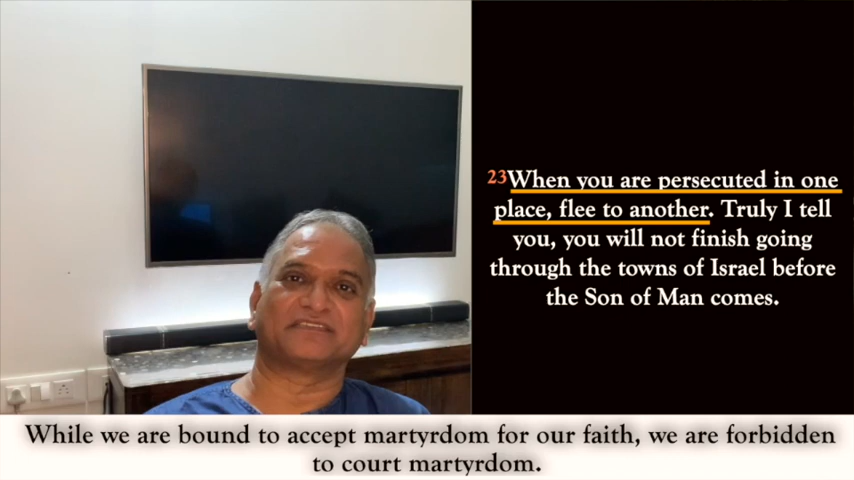 23When you are persecuted in one
place, flee to another. Truly I tell
you, you will not finish going
through the towns of Israel before
the Son of Man comes.
While we are bound to accept martyrdom for our faith, we are forbidden
to court martyrdom.